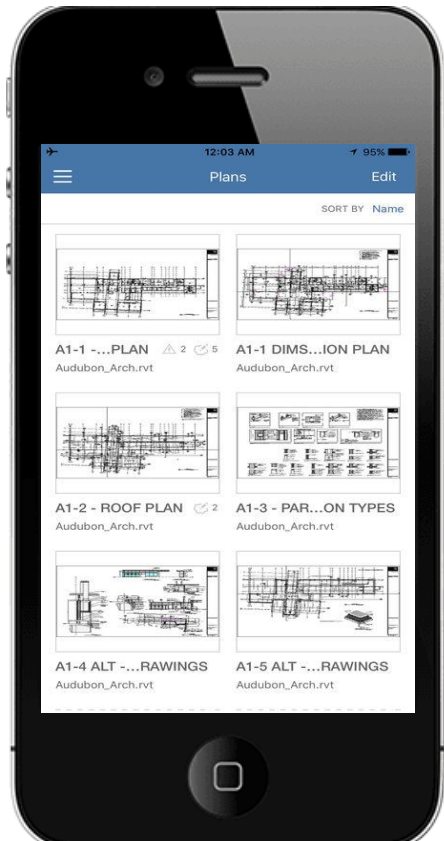 12:03 AM 95%
Plans Edit
SORT BY Name
A1-1 -...PLAN 2 5
A1-1 DIMS...ION PLAN
Audubon_Arch.rvt
Audubon_Arch.rvt
A1-2 - ROOF PLAN 2
A1-3 - PAR...ON TYPES
Audubon_Arch.rvt
Audubon_Arch.rvt
A1-4 ALT -...RAWINGS
A1-5 ALT -...RAWINGS
Audubon_Arch.rvt
Audubon_Arch.rvt